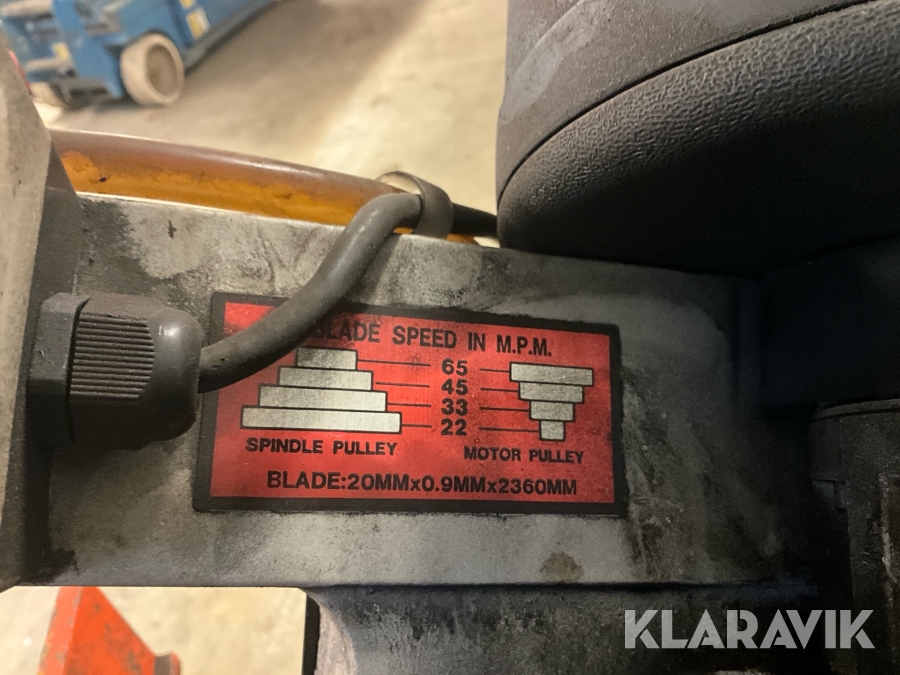 BLADE SPEED IN M.P.M.
65
45
33
22
SPINDLE PULLEY MOTOR PULLEY
BLADE:20MMx0.9MMx2360MM
KLARAVIK